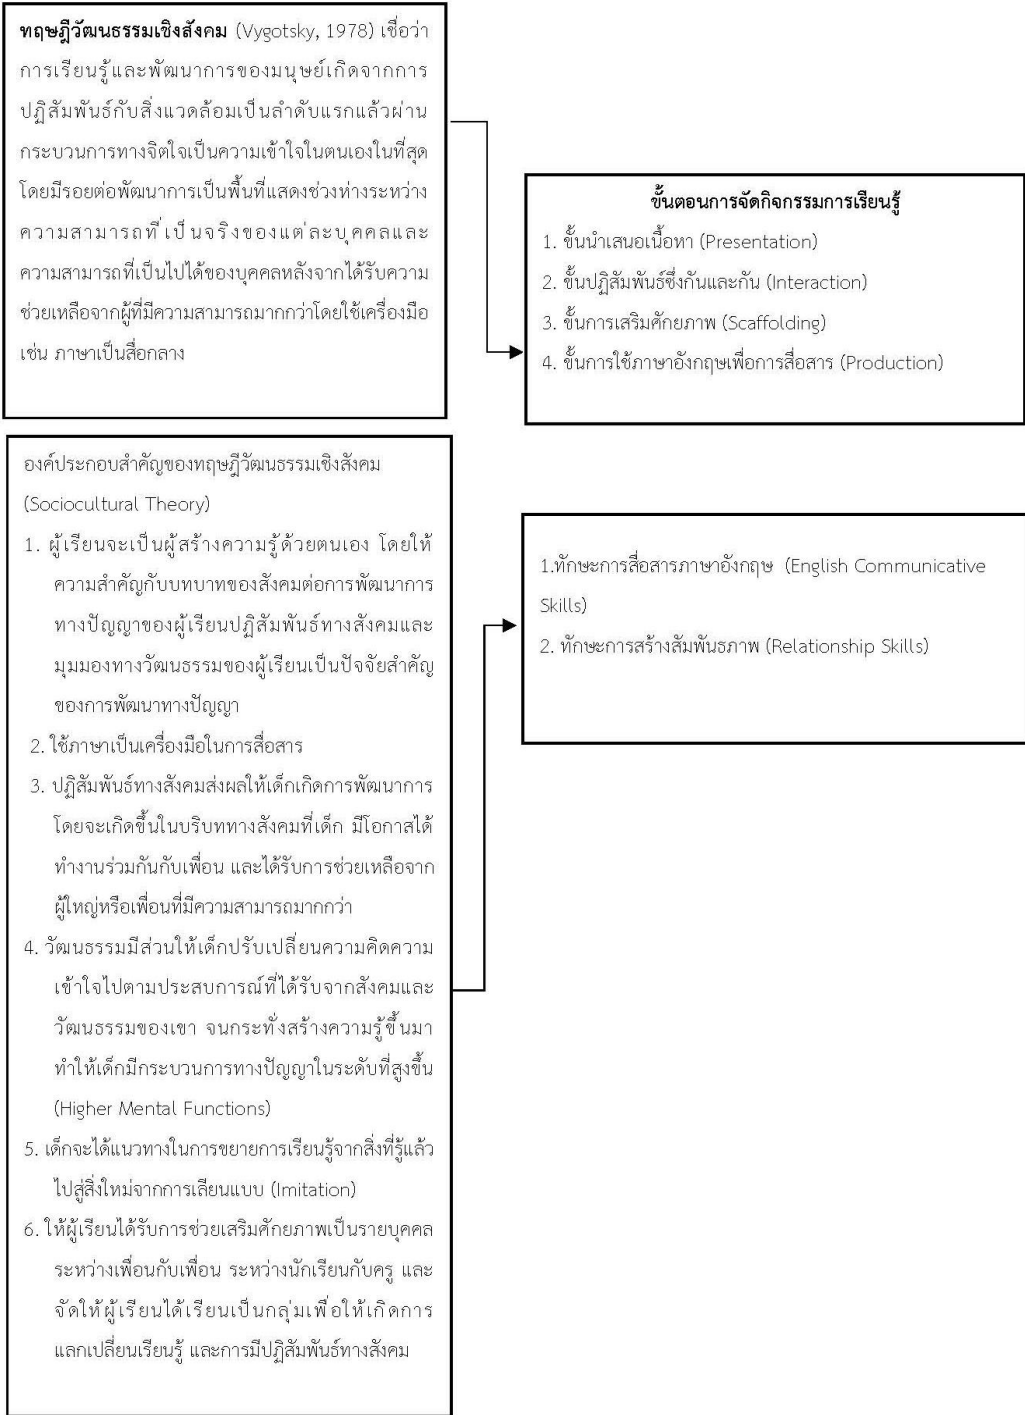 ทฤษฎีวัฒนธรรมเชิงสังคม (Vygotsky, 1978) เชื่อว่า
การเรียนรู้และพัฒนาการของมนุษย์เกิดจากการ
ปฏิสัมพันธ์กับสิ่งแวดล้อมเป็นลำดับแรกแล้วผ่าน
กระบวนการทางจิตใจเป็นความเข้าใจในตนเองในที่สุด
โดยมีรอยต่อพัฒนาการเป็นพื้นที่แสดงช่วงห่างระหว่าง
ความสามารถที่เป็นจริงของแต่ละบุคคลและ
ความสามารถที่เป็นไปได้ของบุคคลหลังจากได้รับความ
ช่วยเหลือจากผู้ที่มีความสามารถมากกว่าโดยใช้เครื่องมือ
เช่น ภาษาเป็นสื่อกลาง
ขั้นตอนการจัดกิจกรรมการเรียนรู้
1. ขั้นนำเสนอเนื้อหา (Presentation)
2. ขั้นปฏิสัมพันธ์ซึ่งกันและกัน (Interaction)
3. ขั้นการเสริมศักยภาพ (Scaffolding)
4. ขั้นการใช้ภาษาอังกฤษเพื่อการสื่อสาร (Production)
องค์ประกอบสำคัญของทฤษฎีวัฒนธรรมเชิงสังคม
(Sociocultural Theory)
1. ผู้เรียนจะเป็นผู้สร้างความรู้ด้วยตนเอง โดยให้
ความสำคัญกับบทบาทของสังคมต่อการพัฒนาการ
ทางปัญญาของผู้เรียนปฏิสัมพันธ์ทางสังคมและ
มุมมองทางวัฒนธรรมของผู้เรียนเป็นปัจจัยสำคัญ
ของการพัฒนาทางปัญญา
2. ใช้ภาษาเป็นเครื่องมือในการสื่อสาร
3. ปฏิสัมพันธ์ทางสังคมส่งผลให้เด็กเกิดการพัฒนาการ
โดยจะเกิดขึ้นในบริบททางสังคมที่เด็ก มีโอกาสได้
ทำงานร่วมกันกับเพื่อน และได้รับการช่วยเหลือจาก
ผู้ใหญ่หรือเพื่อนที่มีความสามารถมากกว่า
4. วัฒนธรรมมีส่วนให้เด็กปรับเปลี่ยนความคิดความ
เข้าใจไปตามประสบการณ์ที่ได้รับจากสังคมและ
วัฒนธรรมของเขา จนกระทั่งสร้างความรู้ขึ้นมา
ทำให้เด็กมีกระบวนการทางปัญญาในระดับที่สูงขึ้น
(Higher Mental Functions)
5. เด็กจะได้แนวทางในการขยายการเรียนรู้จากสิ่งที่รู้แล้ว
ไปสู่สิ่งใหม่จากการเลียนแบบ (Imitation)
6. ให้ผู้เรียนได้รับการช่วยเสริมศักยภาพเป็นรายบุคคล
ระหว่างเพื่อนกับเพื่อน ระหว่างนักเรียนกับครู และ
จัดให้ผู้เรียนได้เรียนเป็นกลุ่มเพื่อให้เกิดการ
แลกเปลี่ยนเรียนรู้ และการมีปฏิสัมพันธ์ทางสังคม
1.ทักษะการสื่อสารภาษาอังกฤษ (English Communicative
Skills)
2. ทักษะการสร้างสัมพันธภาพ (Relationship Skills)